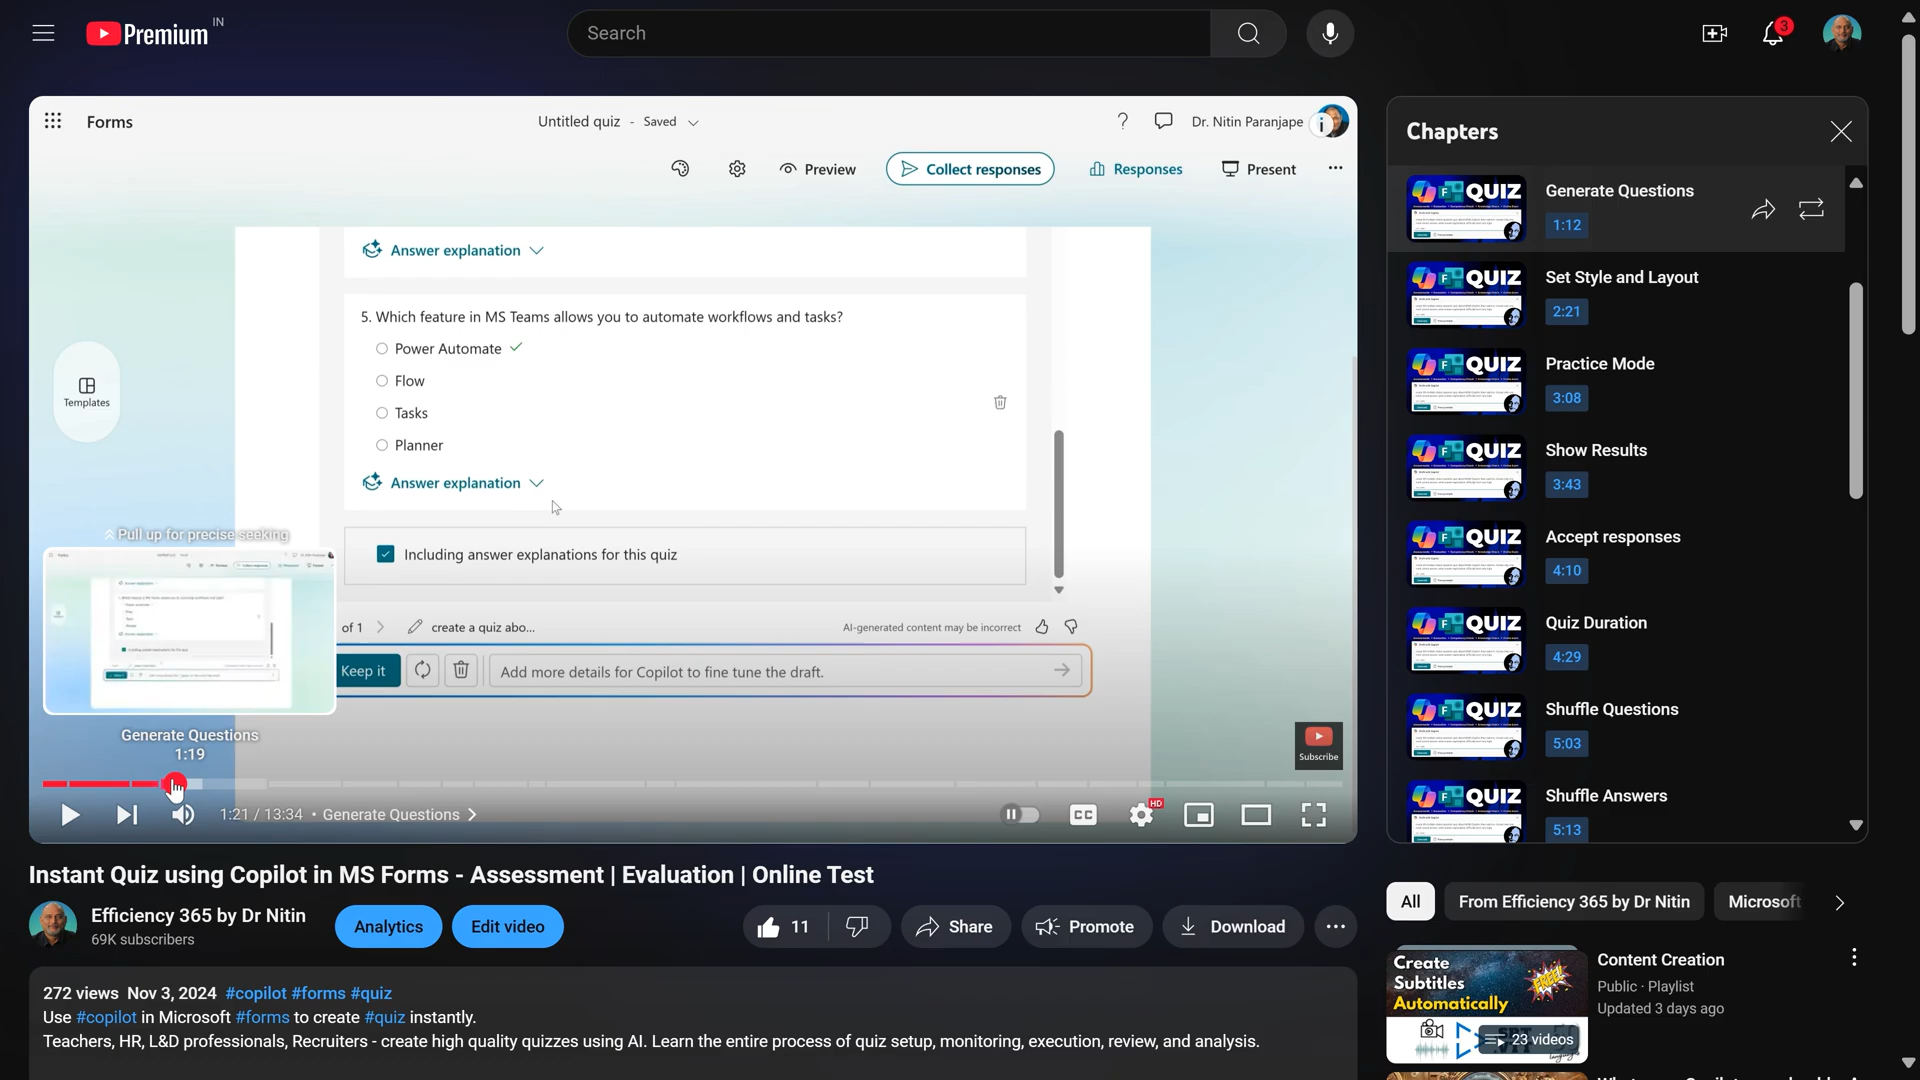 Premium IN
Search
3
Forms
Untitled quiz - Saved
Dr. Nitin Paranjape
Preview
Collect responses
Responses
Present
Templates
Answer explanation
5. Which feature in MS Teams allows you to automate workflows and tasks?
Power Automate
Flow
Tasks
Planner
Answer explanation
Including answer explanations for this quiz
Pull up for precise seeking
of 1
create a quiz abo...
AI-generated content may be incorrect
Keep it
Add more details for Copilot to fine tune the draft.
Generate Questions
1:19
Subscribe
1:21 / 13:34 • Generate Questions
CC
HD
Instant Quiz using Copilot in MS Forms - Assessment | Evaluation | Online Test
Efficiency 365 by Dr Nitin
69K subscribers
Analytics
Edit video
11
Share
Promote
Download
272 views Nov 3, 2024 #copilot #forms #quiz
Use #copilot in Microsoft #forms to create #quiz instantly.
Teachers, HR, L&D professionals, Recruiters - create high quality quizzes using AI. Learn the entire process of quiz setup, monitoring, execution, review, and analysis.
Chapters
QUIZ
Generate Questions
1:12
QUIZ
Set Style and Layout
2:21
QUIZ
Practice Mode
3:08
QUIZ
Show Results
3:43
QUIZ
Accept responses
4:10
QUIZ
Quiz Duration
4:29
QUIZ
Shuffle Questions
5:03
QUIZ
Shuffle Answers
5:13
All
From Efficiency 365 by Dr Nitin
Microsoft
Create
Subtitles
Automatically
FREE!
23 videos
Content Creation
Public · Playlist
Updated 3 days ago